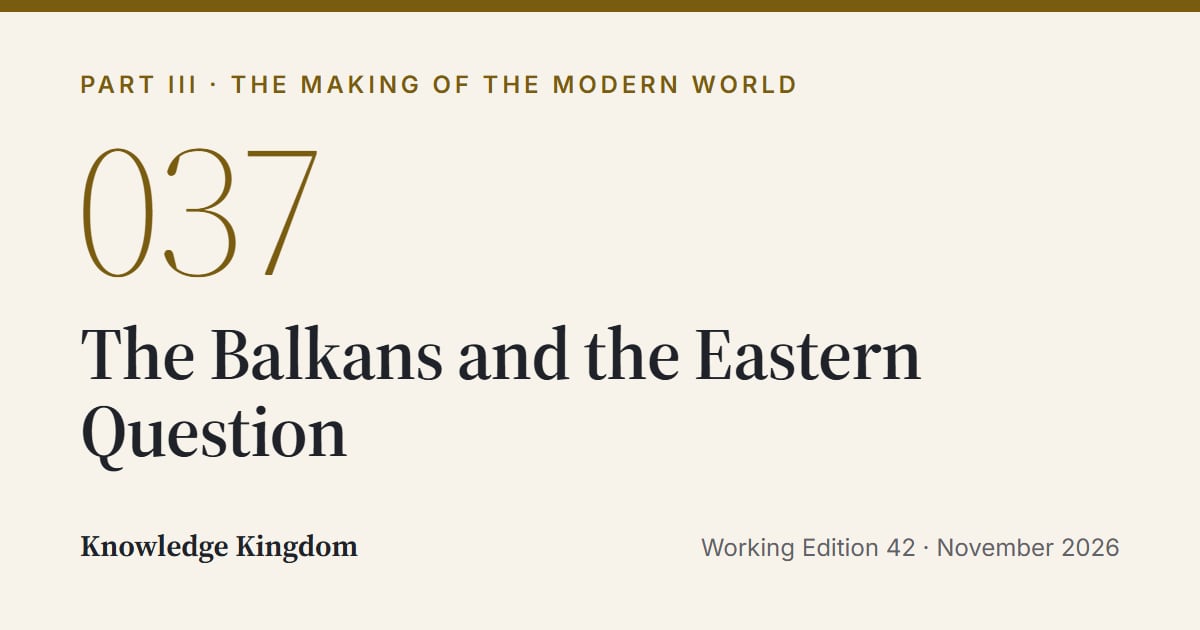 PART III · THE MAKING OF THE MODERN WORLD
037
The Balkans and the Eastern
Question
Knowledge Kingdom
Working Edition 42 · November 2026